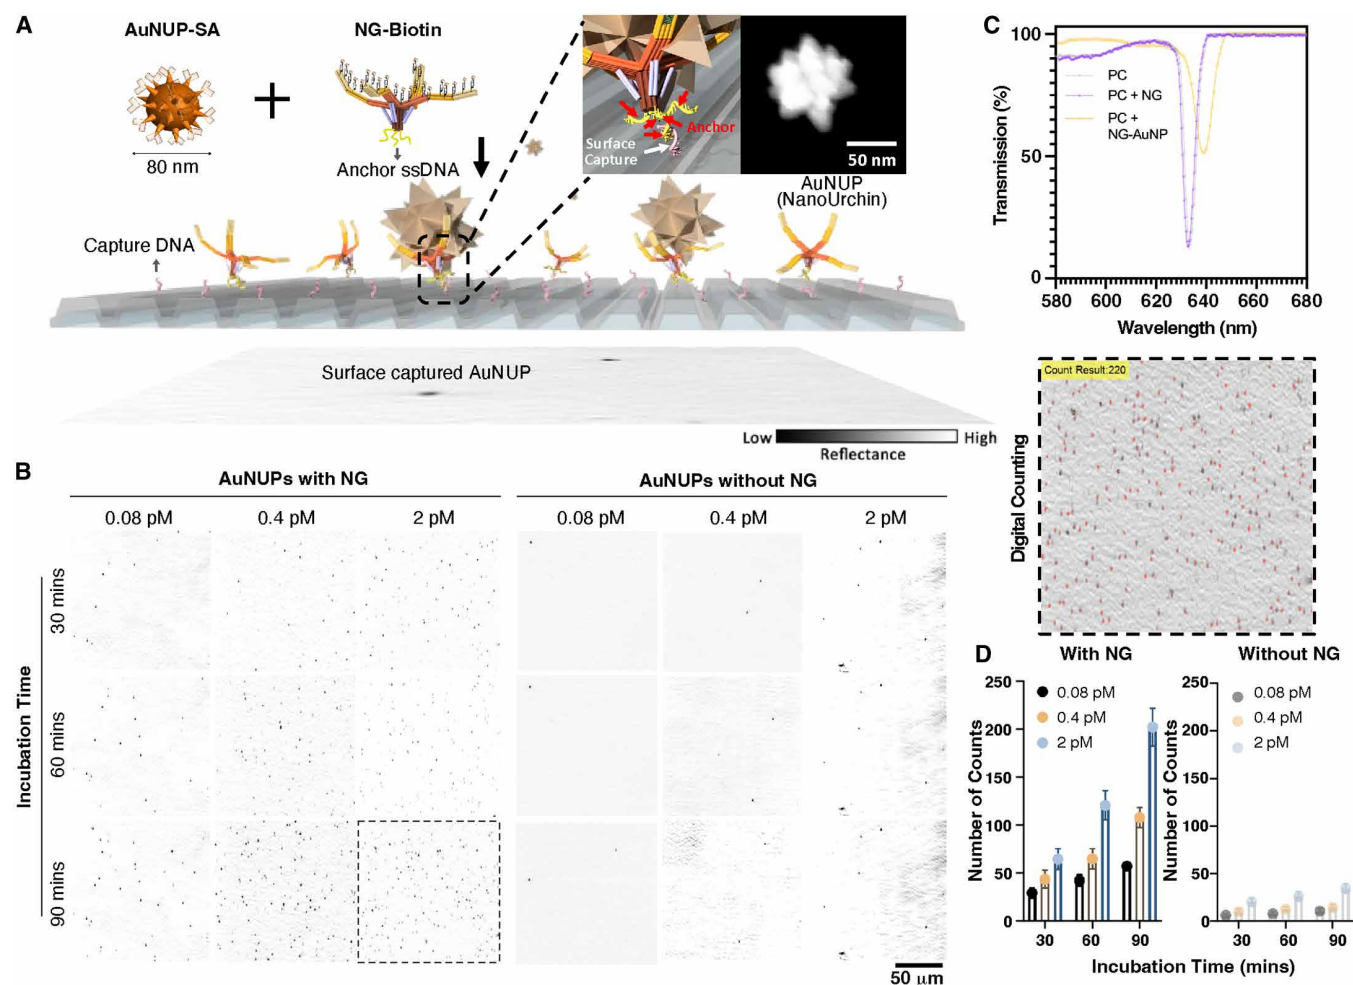 A
AuNUP-SA
NG-Biotin
80 nm
Anchor ssDNA
Anchor
Surface
Capture
50 nm
AuNUP
(NanoUrchin)
Capture DNA
Surface captured AuNUP
Low
High
Reflectance
C
Transmission (%)
100
50
0
PC
PC + NG
PC +
NG-AuNP
580
600
620
640
660
680
Wavelength (nm)
Digital Counting
Count Result:220
B
AuNUPs with NG
AuNUPs without NG
0.08 pM
0.4 pM
2 pM
0.08 pM
0.4 pM
2 pM
Incubation Time
30 mins
60 mins
90 mins
50 μm
D
With NG
Without NG
Number of Counts
250
200
150
100
50
0
0.08 pM
0.4 pM
2 pM
30
60
90
Number of Counts
250
200
150
100
50
0
0.08 pM
0.4 pM
2 pM
30
60
90
Incubation Time (mins)